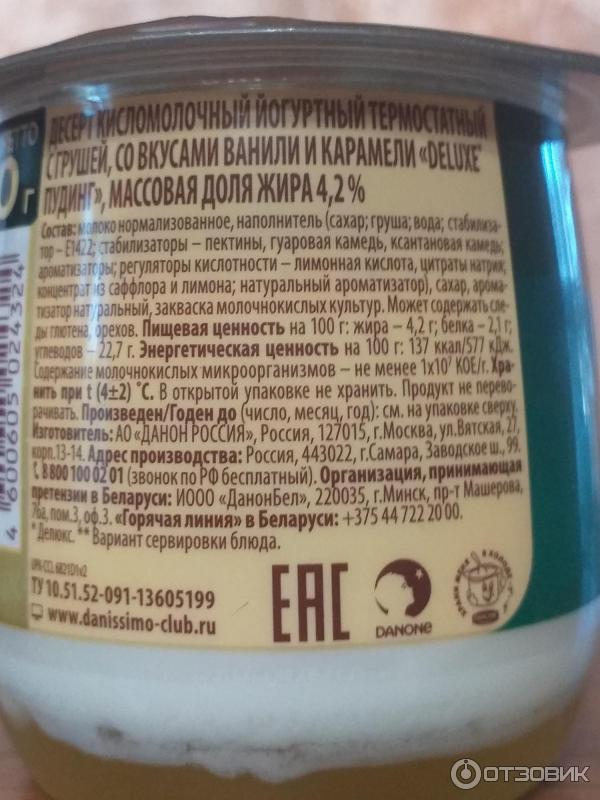 НЕТТО
0 г
ДЕСЕРТ КИСЛОМОЛОЧНЫЙ ЙОГУРТНЫЙ ТЕРМОСТАТНЫЙ
С ГРУШЕЙ, СО ВКУСАМИ ВАНИЛИ И КАРАМЕЛИ «DELUXE*
ПУДИНГ», МАССОВАЯ ДОЛЯ ЖИРА 4,2 %
Состав: молоко нормализованное, наполнитель (сахар; груша; вода; стабилиза-
тор – E1422; стабилизаторы – пектины, гуаровая камедь, ксантановая камедь;
ароматизаторы; регуляторы кислотности – лимонная кислота, цитраты натрия;
концентрат из саффлора и лимона; натуральный ароматизатор), сахар, арома-
тизатор натуральный, закваска молочнокислых культур. Может содержать сле-
ды глютена, орехов. Пищевая ценность на 100 г: жира – 4,2 г; белка – 2,1 г;
углеводов – 22,7 г. Энергетическая ценность на 100 г: 137 ккал/577 кДж.
Содержание молочнокислых микроорганизмов – не менее 1х10⁷ КОЕ/г. Хра-
нить при t (4±2) °C. В открытой упаковке не хранить. Продукт не перево-
рачивать. Произведен/Годен до (число, месяц, год): см. на упаковке сверху.
Изготовитель: АО «ДАНОН РОССИЯ», Россия, 127015, г.Москва, ул.Вятская, 27,
корп.13-14. Адрес производства: Россия, 443022, г.Самара, Заводское ш., 99.
8 800 100 02 01 (звонок по РФ бесплатный). Организация, принимающая
претензии в Беларуси: ИООО «ДанонБел», 220035, г.Минск, пр-т Машерова,
76а, пом.3, оф.3. «Горячая линия» в Беларуси: +375 44 722 20 00.
* Делюкс. ** Вариант сервировки блюда.
ТУ 10.51.52-091-13605199
www.danissimo-club.ru
EAC
DANONE
4 600605 024324
ОТЗОВИК